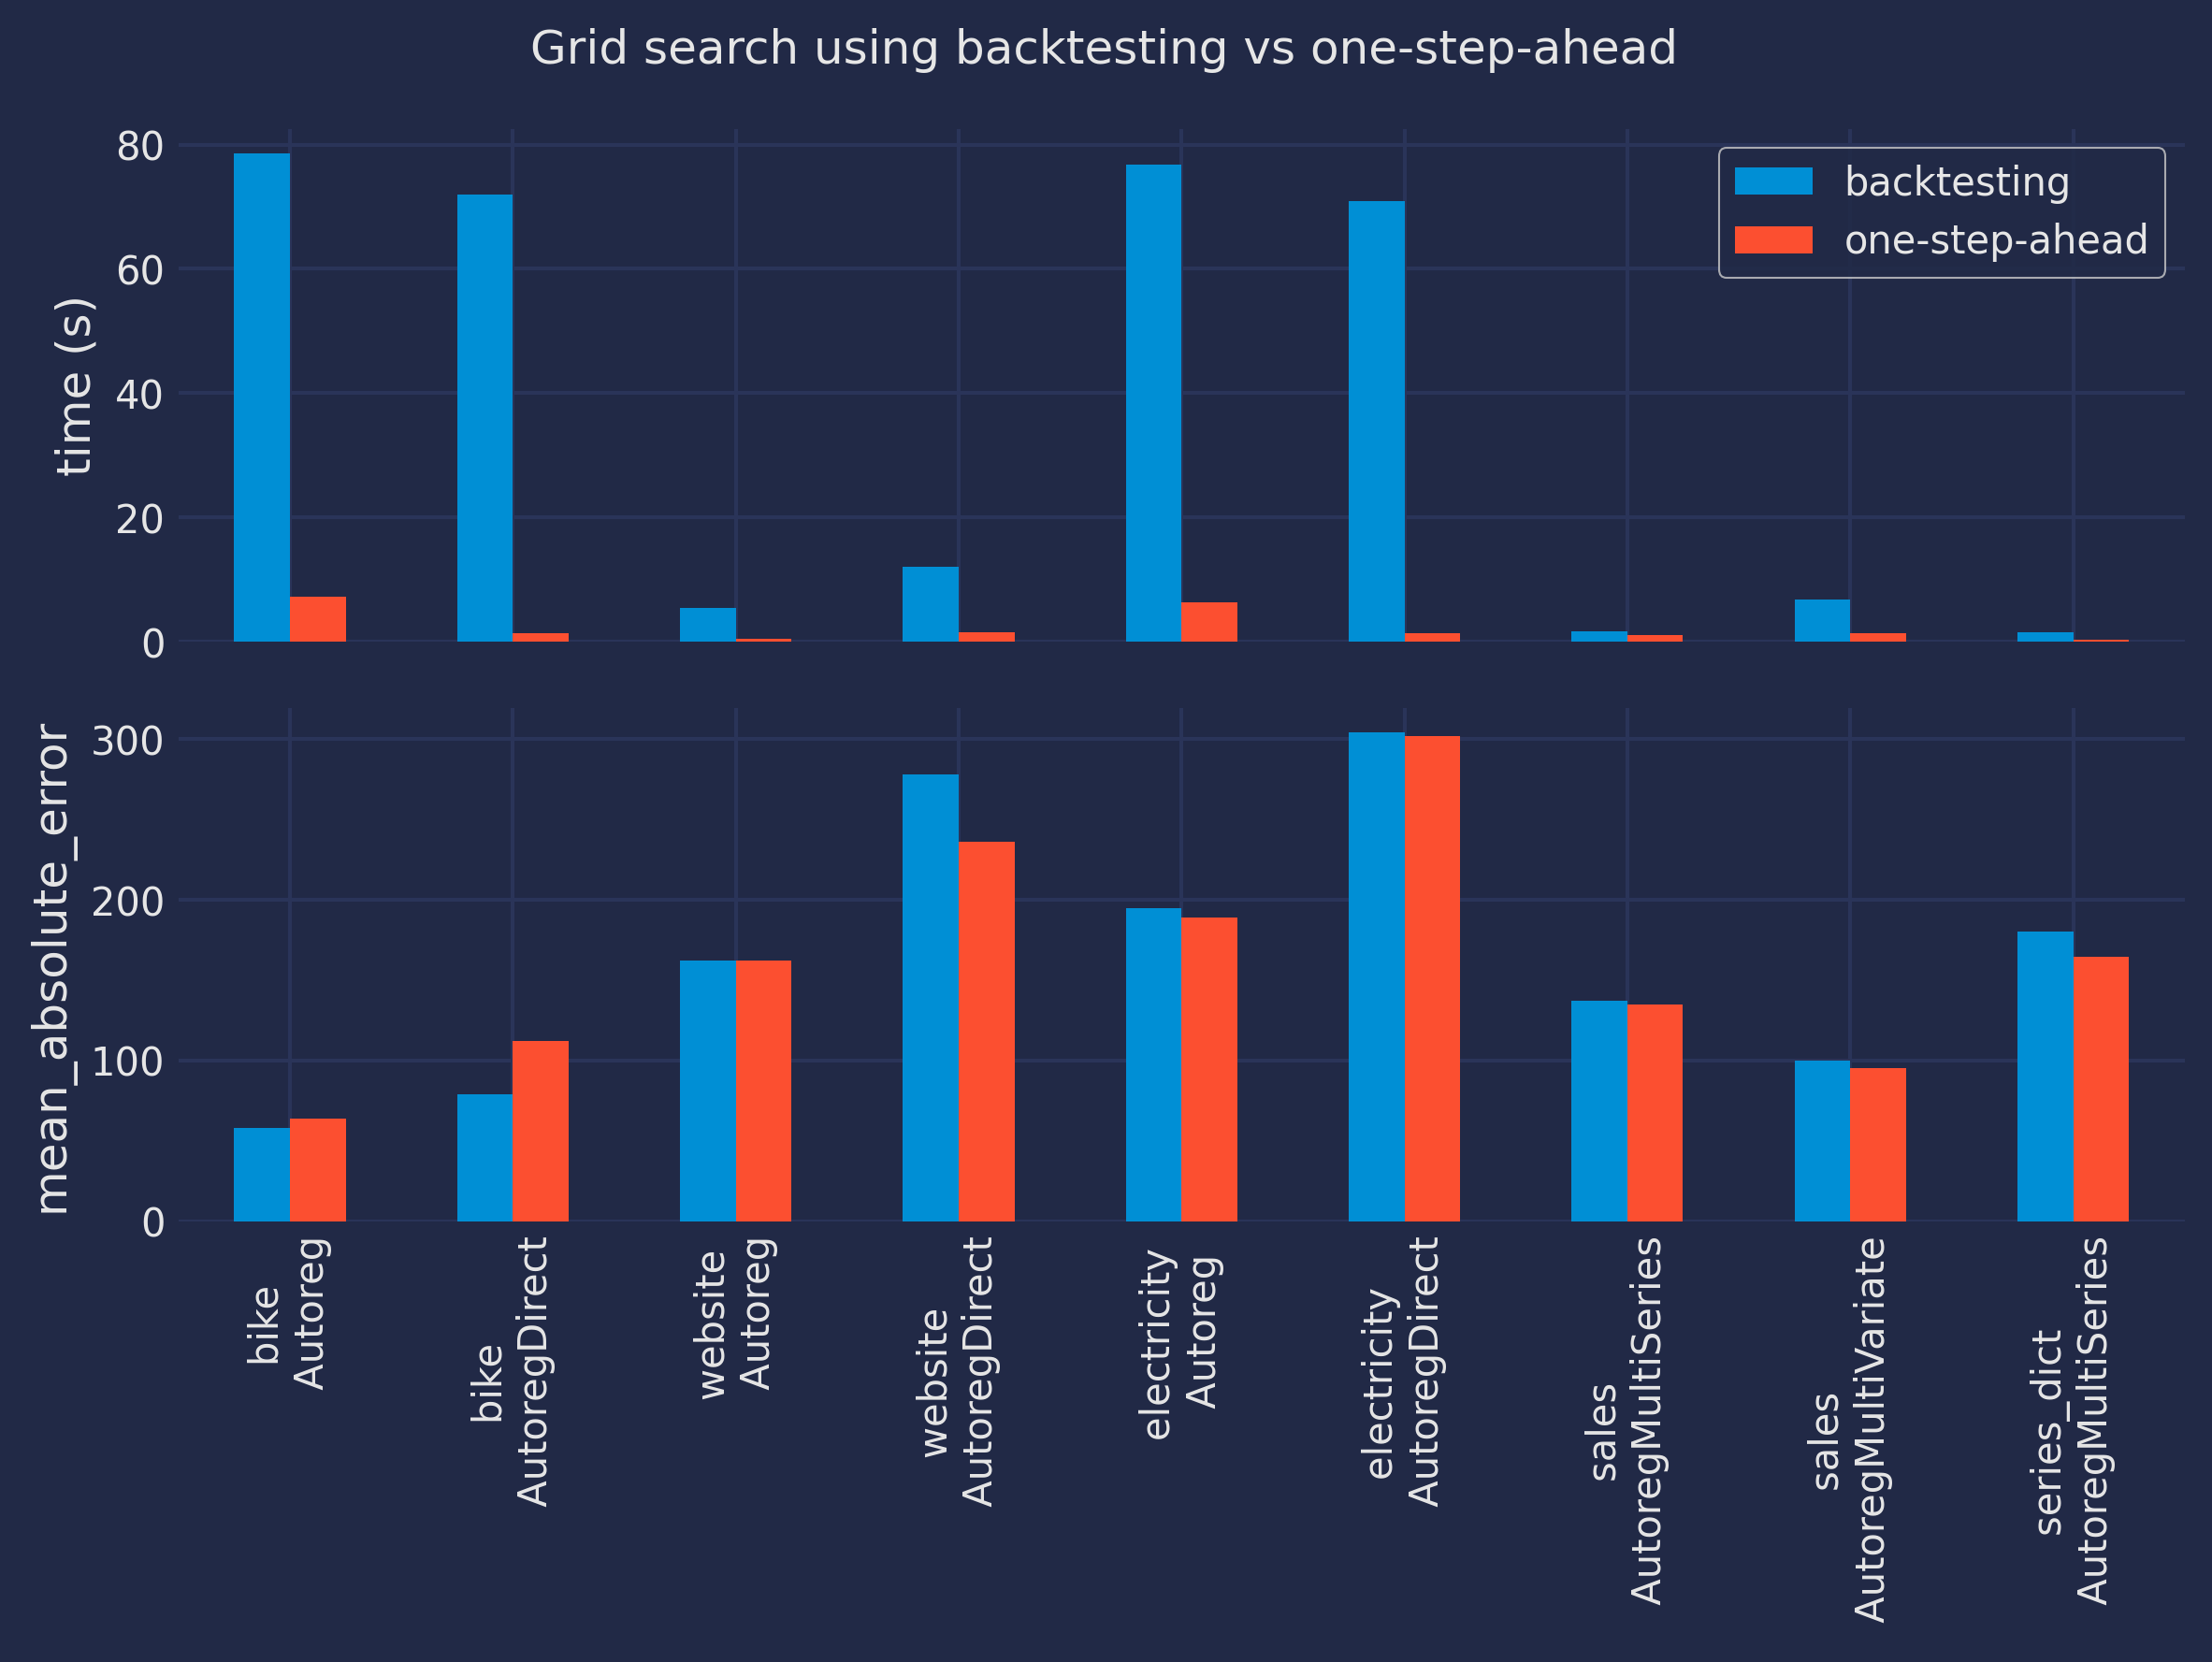 Grid search using backtesting vs one-step-ahead
80
60
40
20
0
time (s)
backtesting
one-step-ahead
300
200
100
0
mean_absolute_error
bike
Autoreg
bike
AutoregDirect
website
Autoreg
website
AutoregDirect
electricity
Autoreg
electricity
AutoregDirect
sales
AutoregMultiSeries
sales
AutoregMultiVariate
series_dict
AutoregMultiSeries